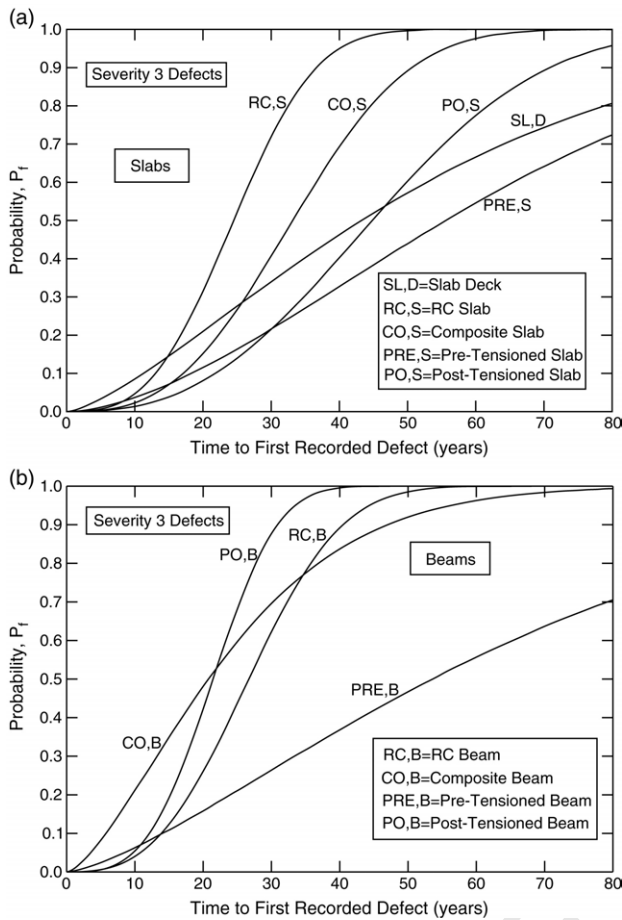 (a)
1.0
0.9
0.8
0.7
0.6
0.5
0.4
0.3
0.2
0.1
0.0
Probability, Pf
Severity 3 Defects
Slabs
RC,S
CO,S
PO,S
SL,D
PRE,S
SL,D=Slab Deck
RC,S=RC Slab
CO,S=Composite Slab
PRE,S=Pre-Tensioned Slab
PO,S=Post-Tensioned Slab
0 10 20 30 40 50 60 70 80
Time to First Recorded Defect (years)
(b)
1.0
0.9
0.8
0.7
0.6
0.5
0.4
0.3
0.2
0.1
0.0
Probability, Pf
Severity 3 Defects
Beams
PO,B
RC,B
CO,B
PRE,B
RC,B=RC Beam
CO,B=Composite Beam
PRE,B=Pre-Tensioned Beam
PO,B=Post-Tensioned Beam
0 10 20 30 40 50 60 70 80
Time to First Recorded Defect (years)